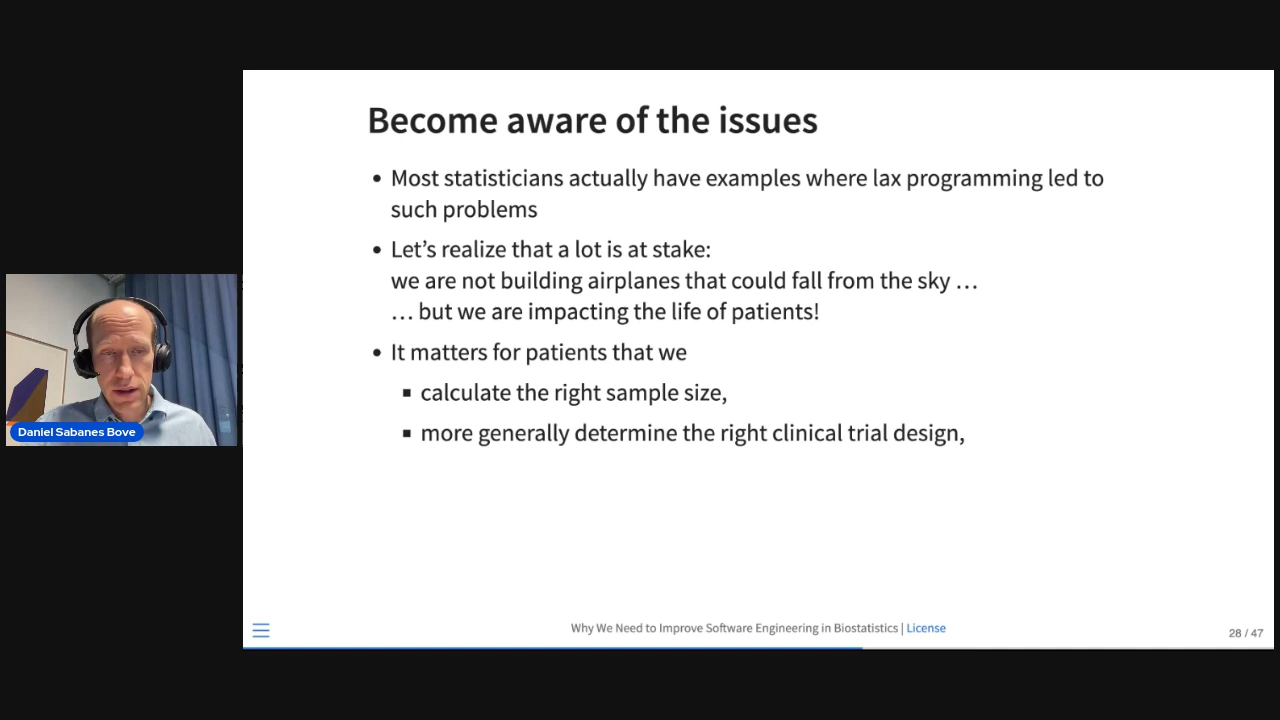 Become aware of the issues
• Most statisticians actually have examples where lax programming led to
such problems
• Let's realize that a lot is at stake:
we are not building airplanes that could fall from the sky …
… but we are impacting the life of patients!
• It matters for patients that we
▪ calculate the right sample size,
▪ more generally determine the right clinical trial design,
Daniel Sabanes Bove
Why We Need to Improve Software Engineering in Biostatistics | License
28 / 47